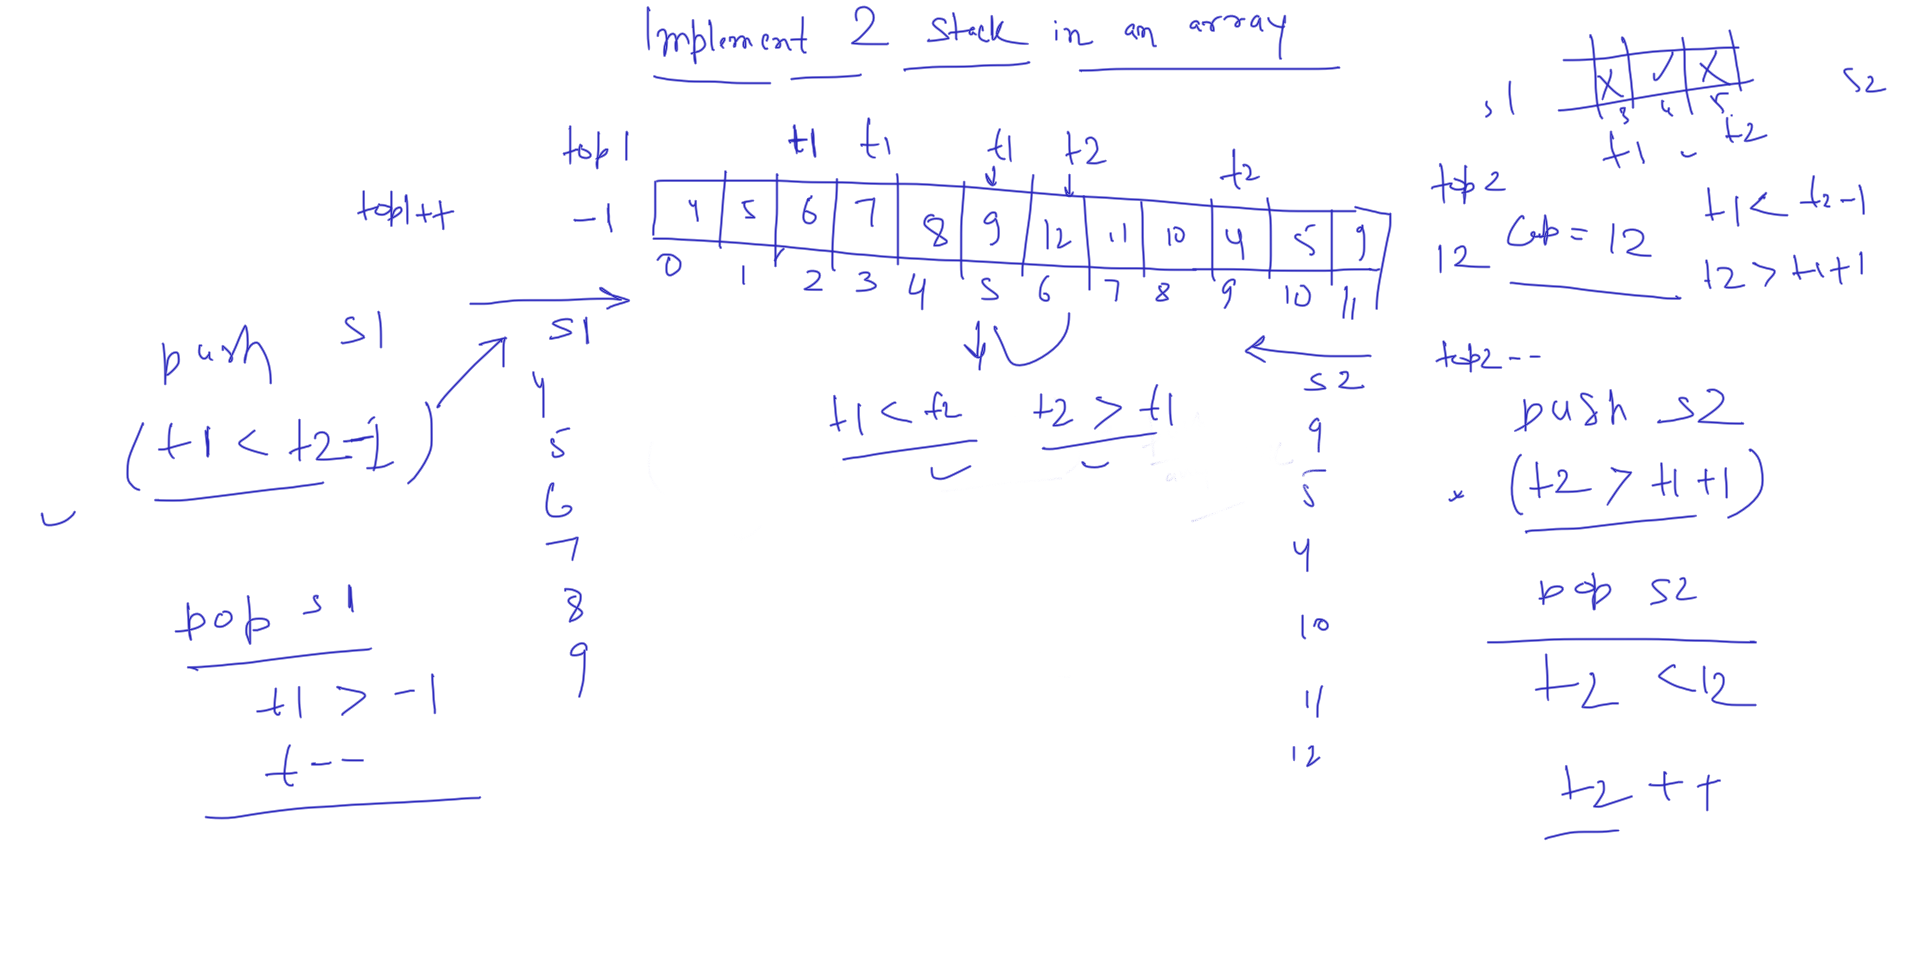 Implement 2 stack in an array
s1 X ✓ X s2
3 4 5
t1 t2
top1 t1 t1 t1 t2 t2 top2
t1 < t2-1
top1++ -1 4 5 6 7 8 9 12 11 10 4 5 9 12 Cap = 12
0 1 2 3 4 5 6 7 8 9 10 11
t2 > t1+1
push s1
(t1 < t2-1)
s1
4
5
6
7
8
9
t1 < t2 t2 > t1
s2
9
5
4
10
11
12
top2--
push s2
* (t2 > t1+1)
pop s1
t1 > -1
t--
pop s2
t2 < 12
t2 ++